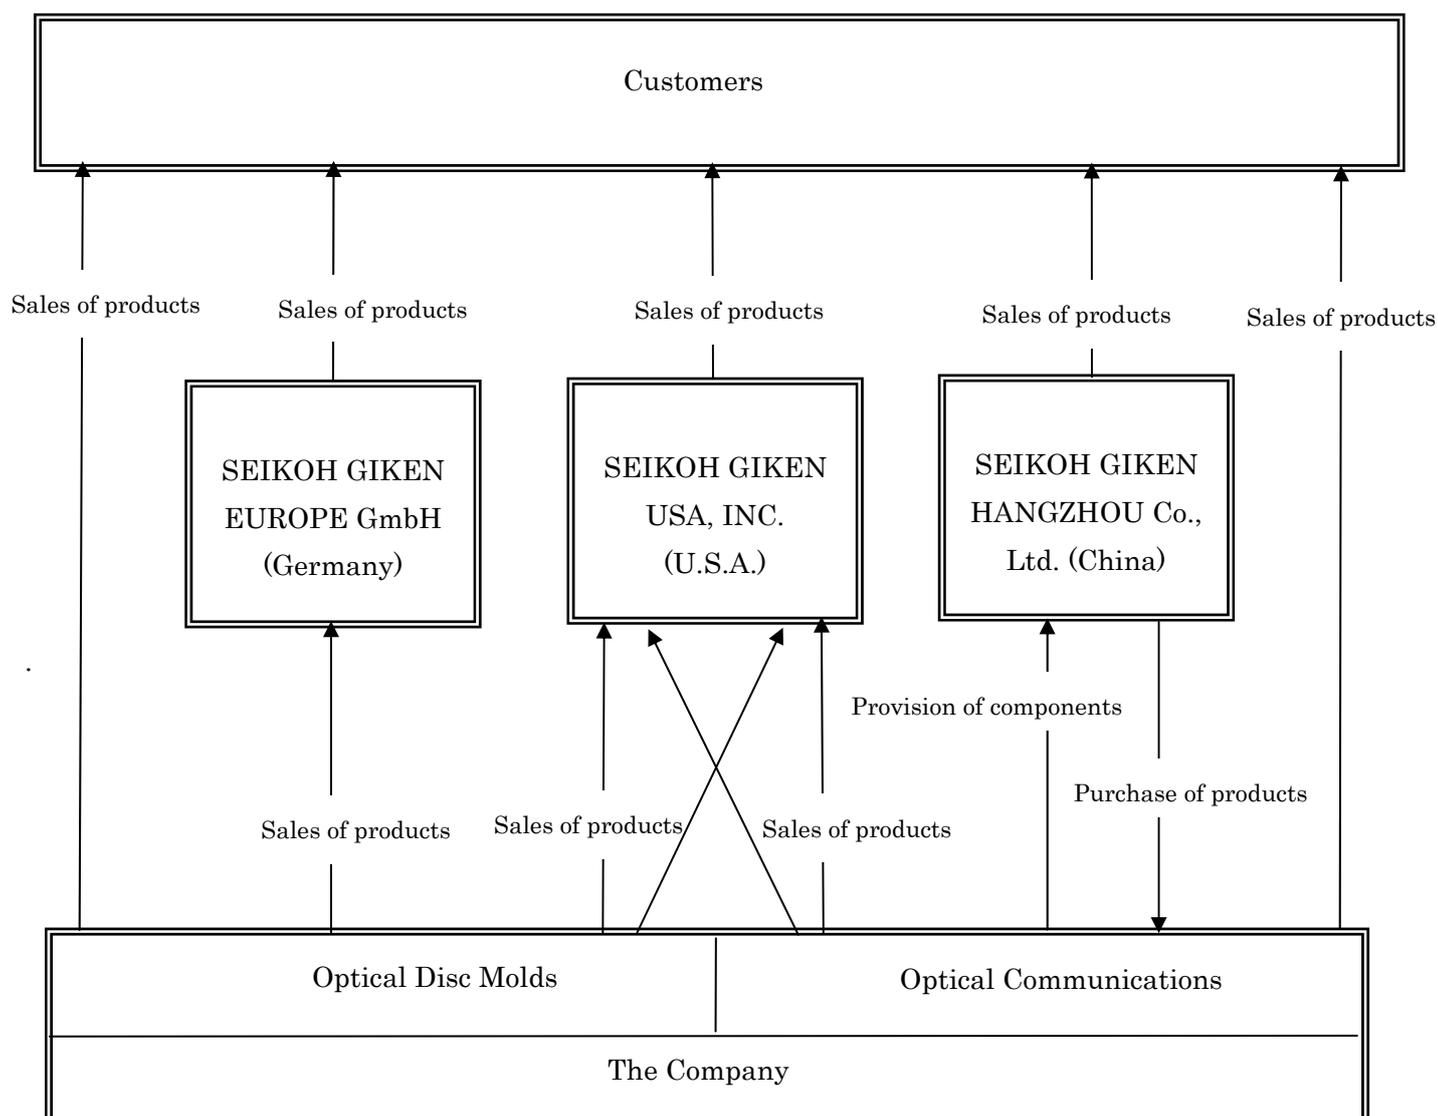 Customers
Sales of products
Sales of products
Sales of products
Sales of products
Sales of products
SEIKOH GIKEN
EUROPE GmbH
(Germany)
SEIKOH GIKEN
USA, INC.
(U.S.A.)
SEIKOH GIKEN
HANGZHOU Co.,
Ltd. (China)
Provision of components
Purchase of products
Sales of products
Sales of products
Sales of products
Optical Disc Molds
Optical Communications
The Company